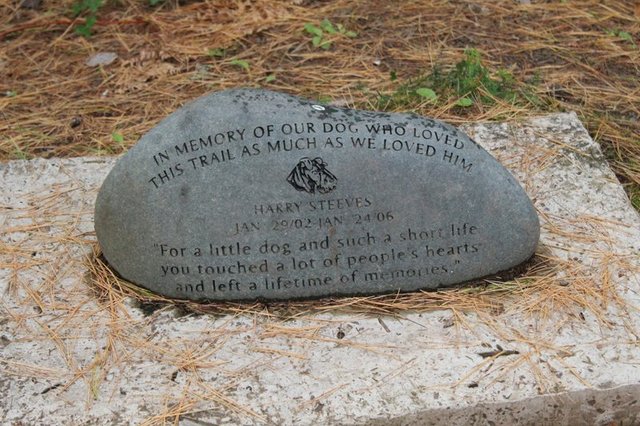 IN MEMORY OF OUR DOG WHO LOVED
THIS TRAIL AS MUCH AS WE LOVED HIM
HARRY STEEVES
JAN 29/02-JAN 24/06
"For a little dog and such a short life
you touched a lot of people's hearts
and left a lifetime of memories."